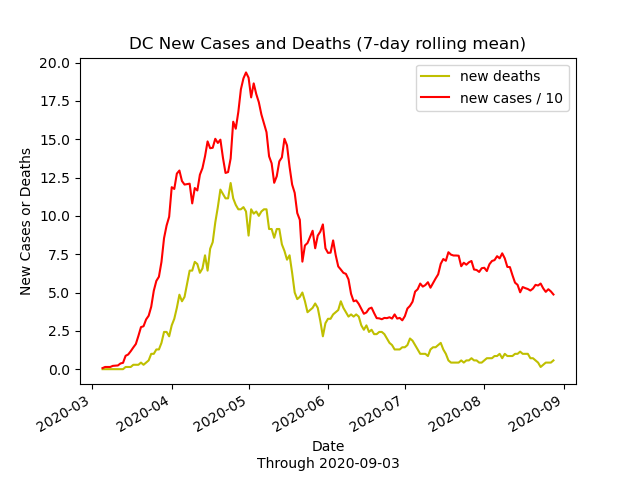 DC New Cases and Deaths (7-day rolling mean)
20.0
17.5
15.0
12.5
10.0
7.5
5.0
2.5
0.0
New Cases or Deaths
new deaths
new cases / 10
2020-03
2020-04
2020-05
2020-06
2020-07
2020-08
2020-09
Date
Through 2020-09-03